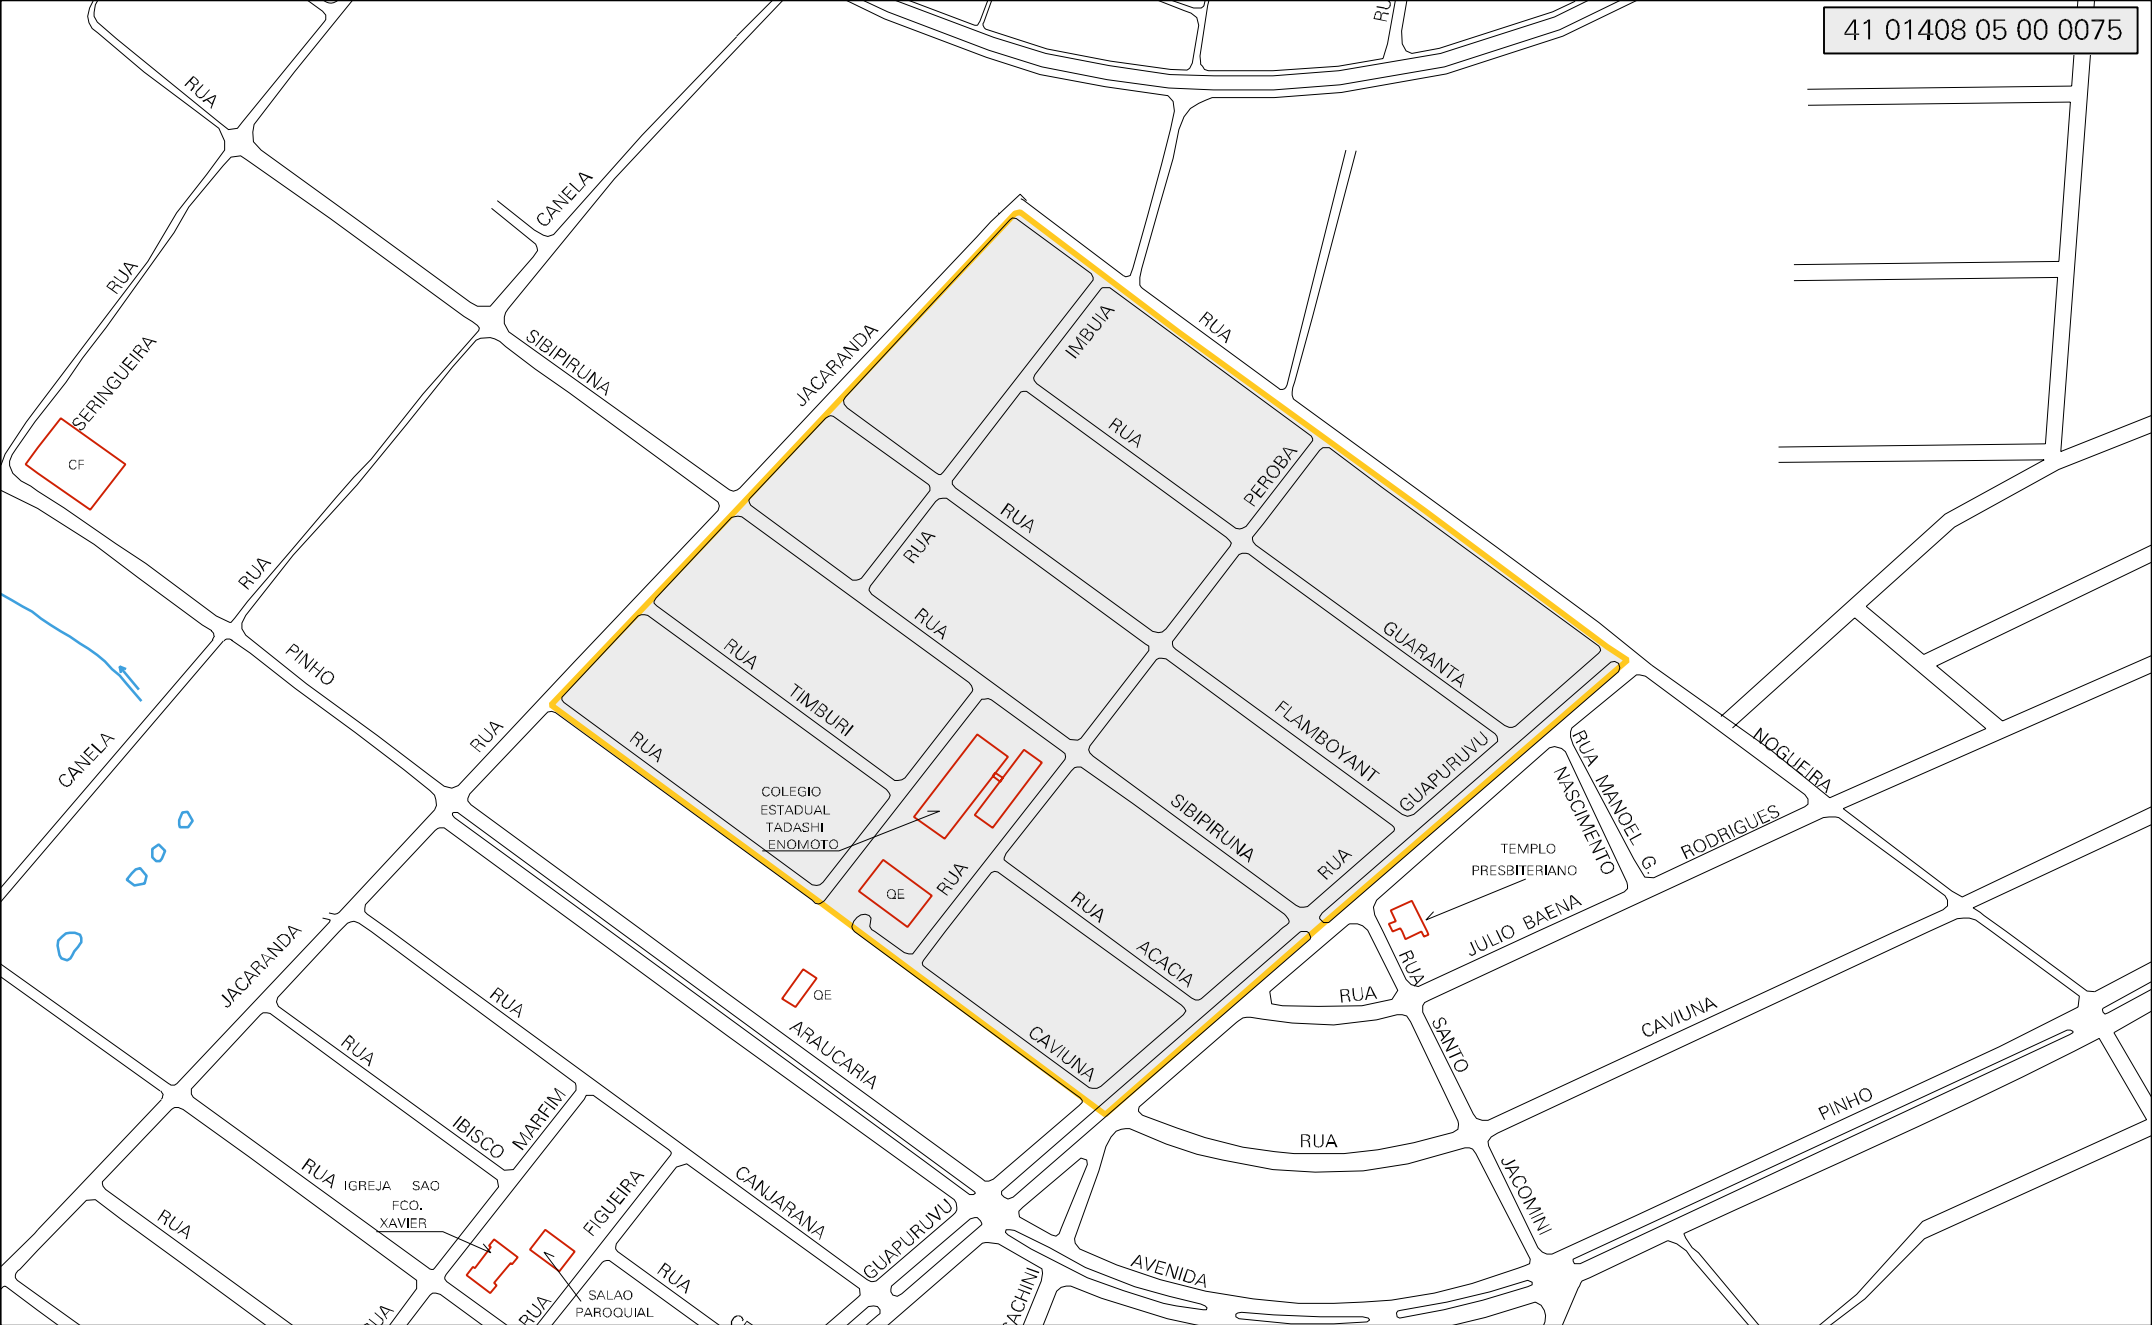 41 01408 05 00 0075
RUA
CANELA
RUA
SERINGUEIRA
CF
SIBIPIRUNA
JACARANDA
RUA
IMBUIA
RUA
PEROBA
RUA
RUA
RUA
RUA
PINHO
CANELA
RUA
RUA
TIMBURI
RUA
GUARANTA
FLAMBOYANT
GUAPURUVU
SIBIPIRUNA
RUA
COLEGIO
ESTADUAL
TADASHI
ENOMOTO
QE
RUA
RUA
ACACIA
CAVIUNA
NOGUEIRA
RUA MANOEL G.
NASCIMENTO
RODRIGUES
TEMPLO
PRESBITERIANO
JULIO BAENA
RUA
SANTO
JACOMINI
RUA
CAVIUNA
PINHO
RUA
AVENIDA
QE
ARAUCARIA
JACARANDA
RUA
RUA
IBISCO
MARFIM
RUA
IGREJA SAO
FCO.
XAVIER
RUA
FIGUEIRA
CANJARANA
GUAPURUVU
RUA
SALAO
PAROQUIAL
RUA